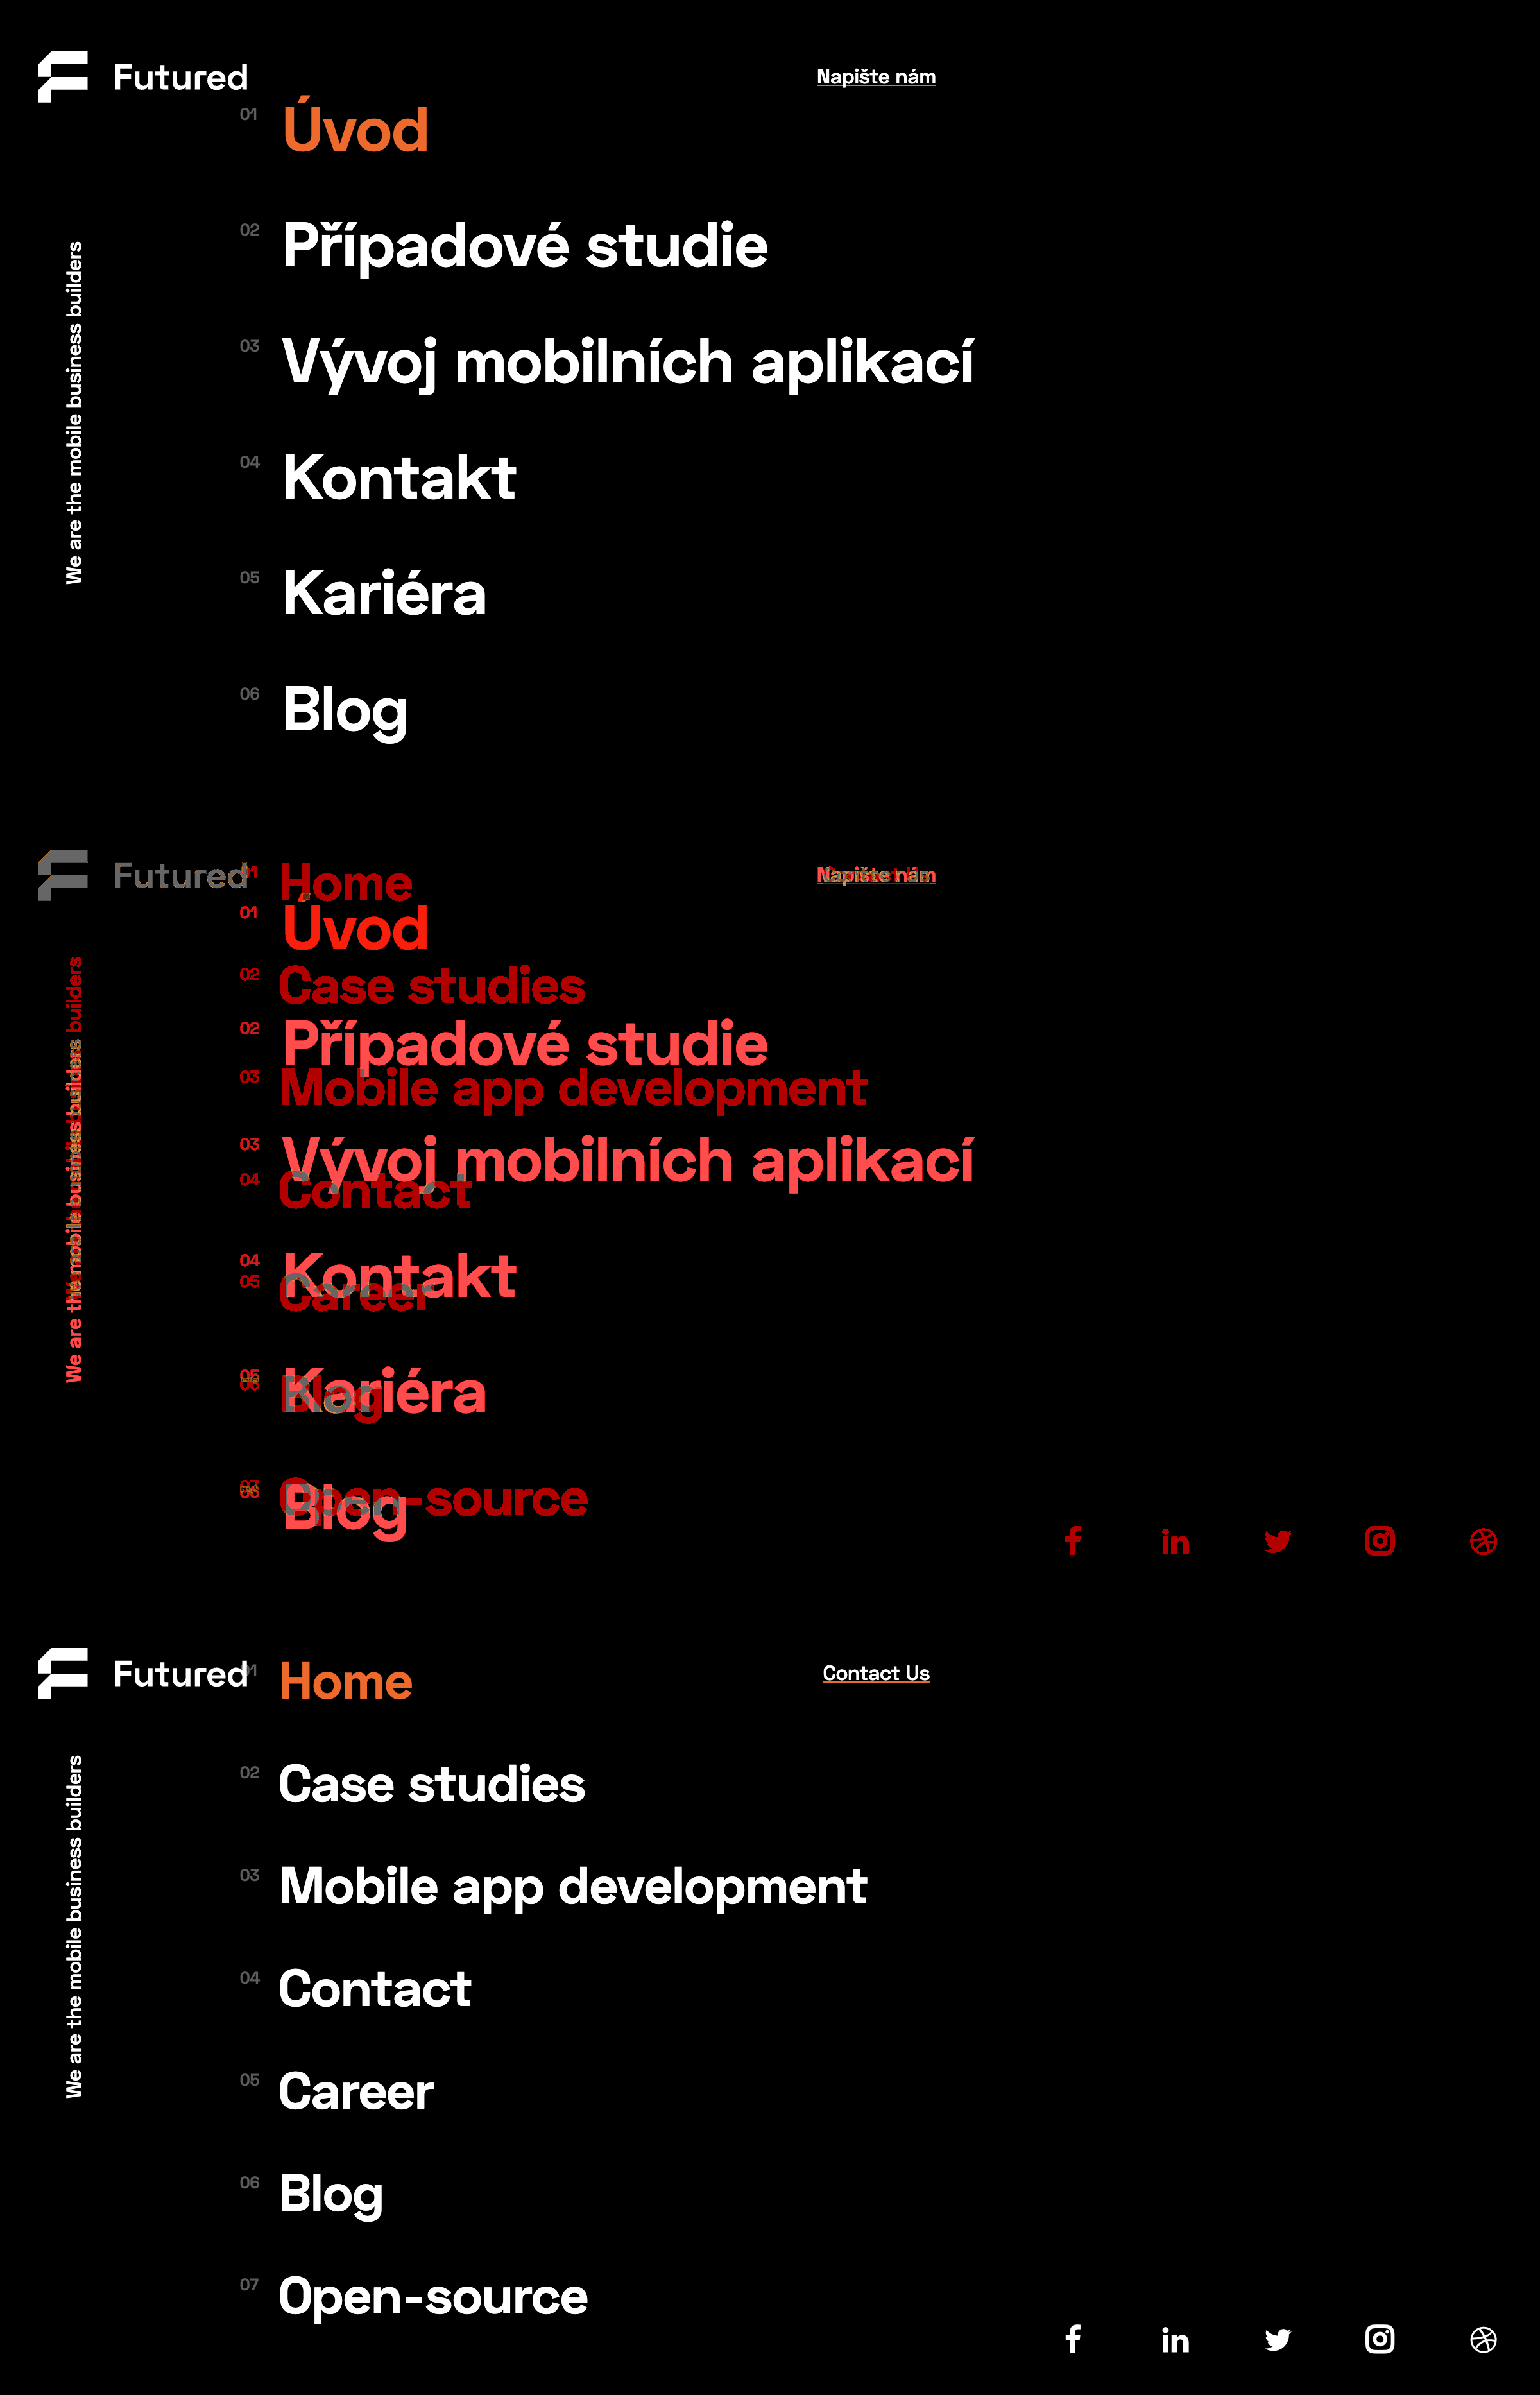 Futured
Napište nám
01
Úvod
02
Případové studie
03
Vývoj mobilních aplikací
04
Kontakt
05
Kariéra
06
Blog
We are the mobile business builders
Futured
01
Home
Napište nám
01
Úvod
02
Case studies
02
Případové studie
03
Mobile app development
03
Vývoj mobilních aplikací
04
Contact
04
Kontakt
05
Career
05
Kariéra
06
Blog
07
Open-source
06
Blog
We are the mobile business builders
Futured
01
Home
Contact Us
02
Case studies
03
Mobile app development
04
Contact
05
Career
06
Blog
07
Open-source
We are the mobile business builders